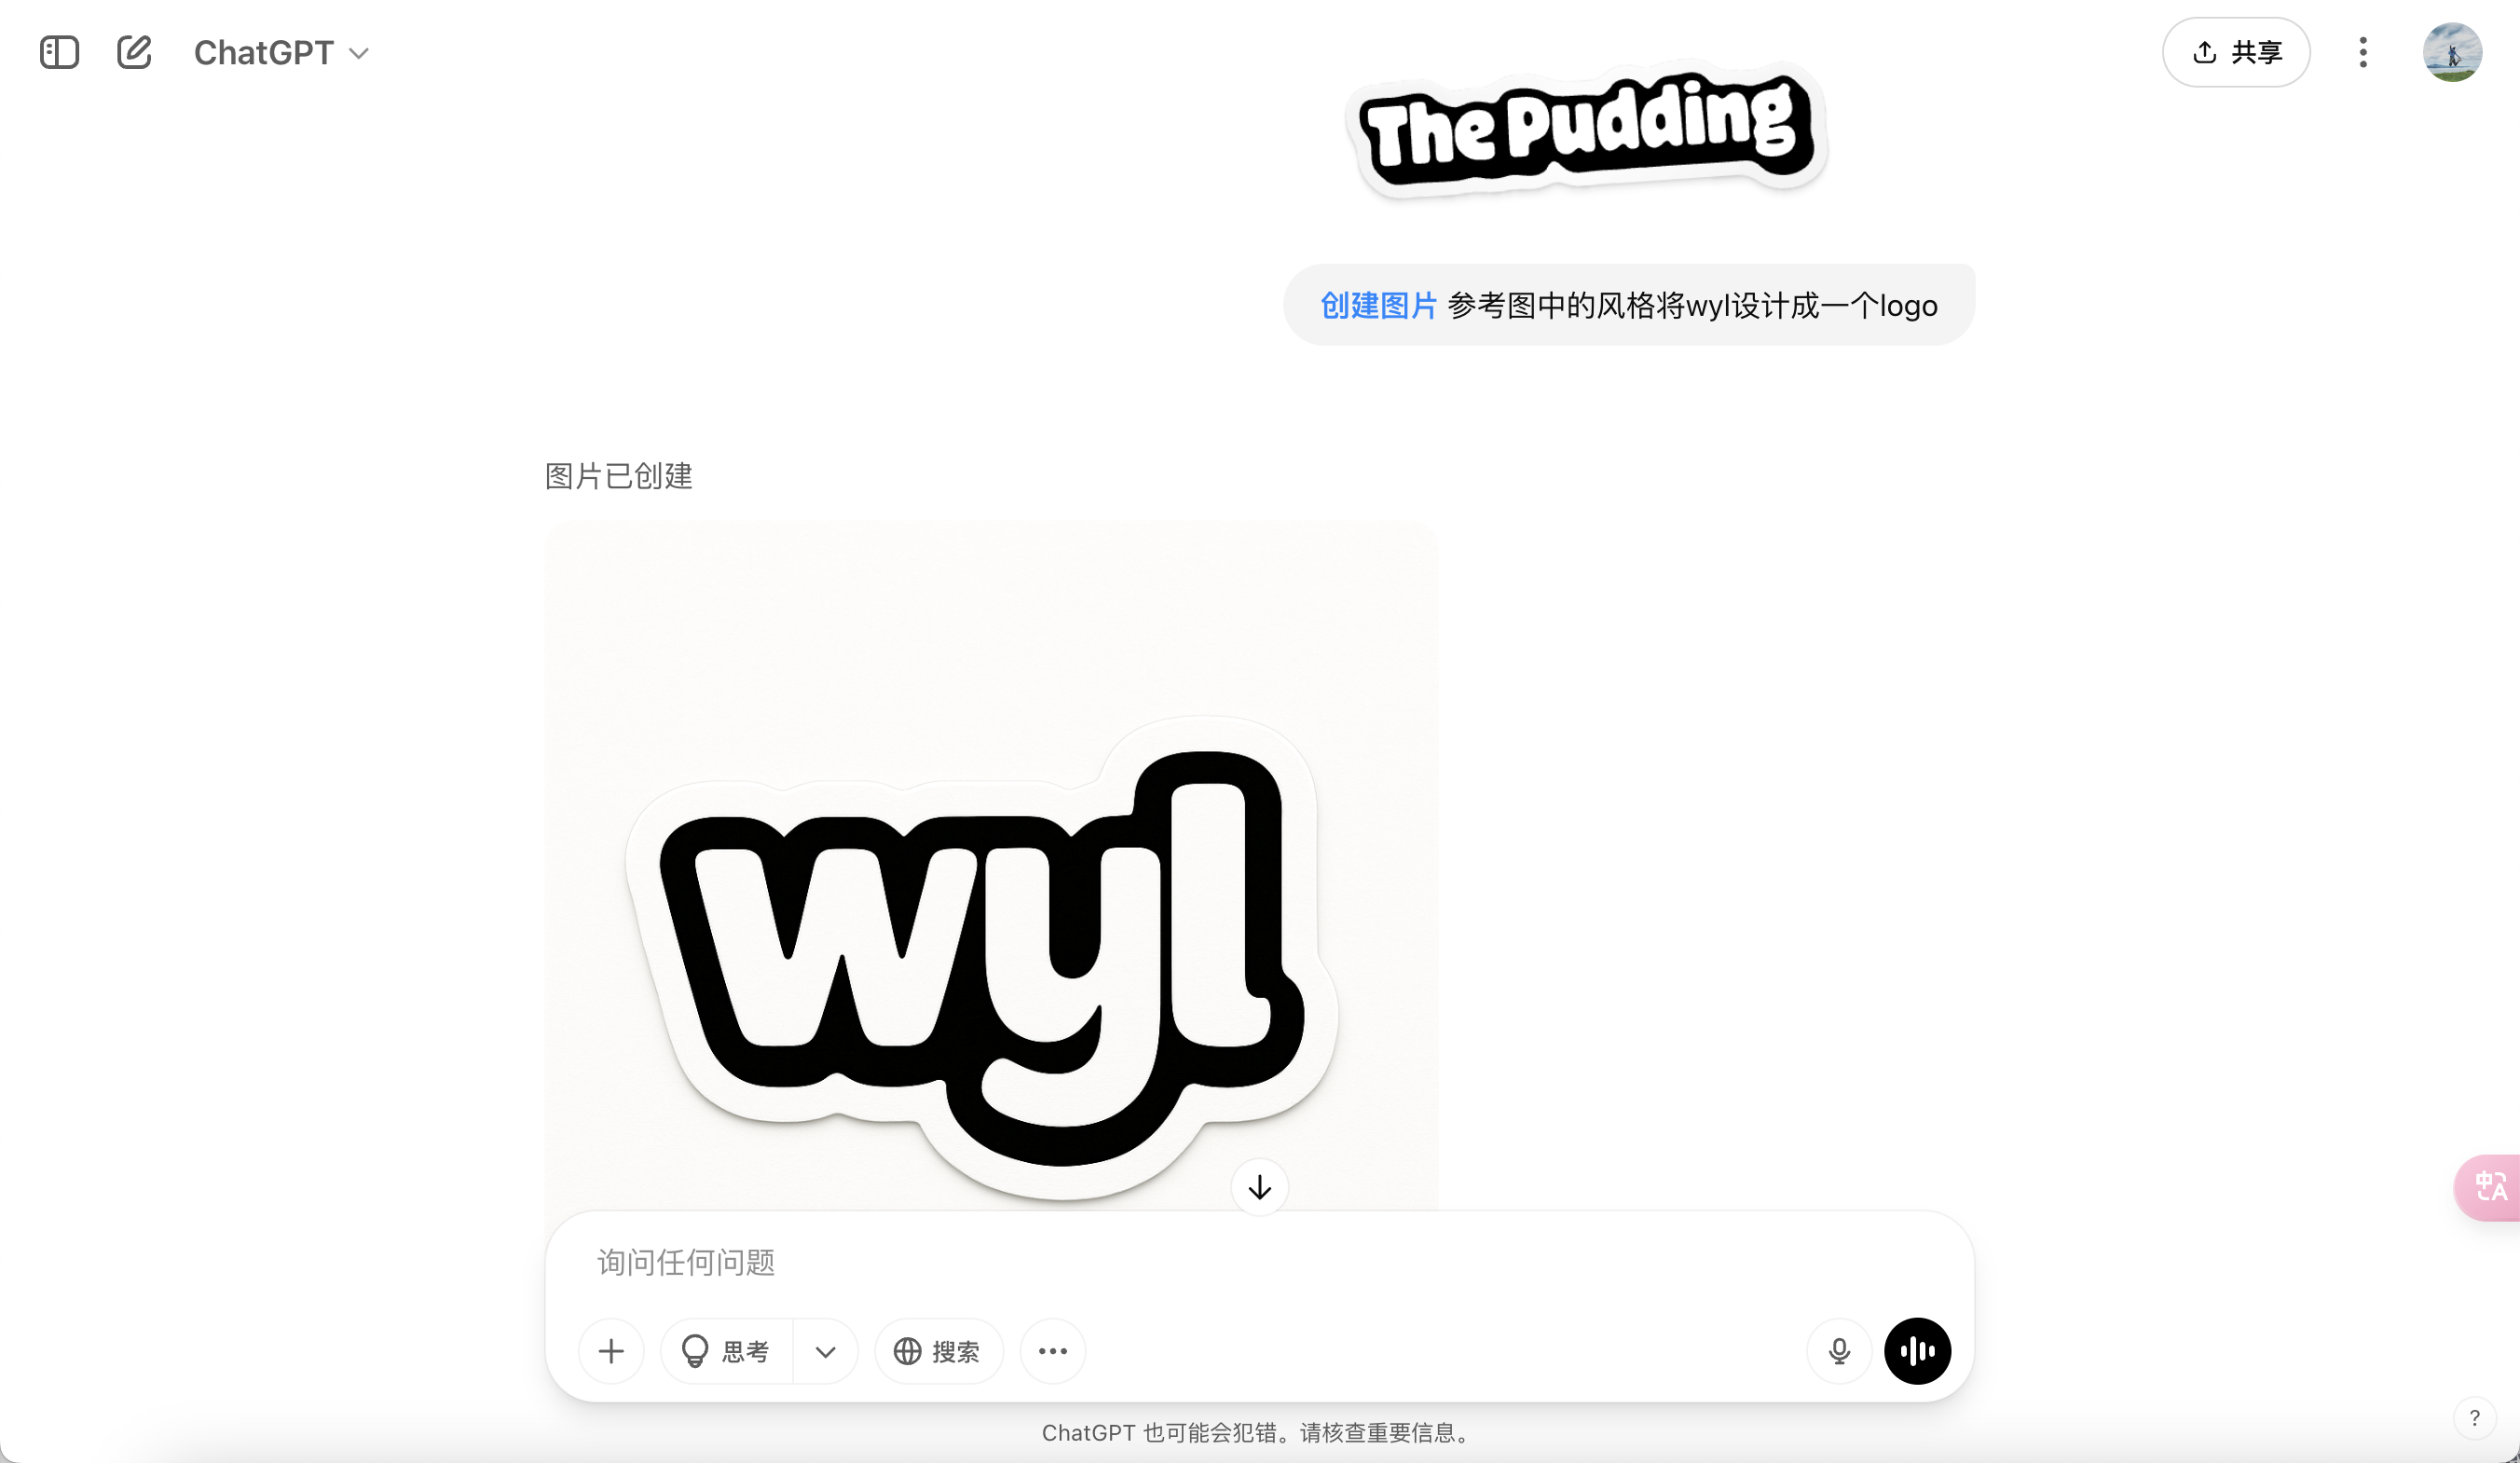 ChatGPT
共享
The Pudding
创建图片 参考图中的风格将wyl设计成一个logo
图片已创建
wyl
询问任何问题
思考
搜索
中A
ChatGPT 也可能会犯错。请核查重要信息。
?